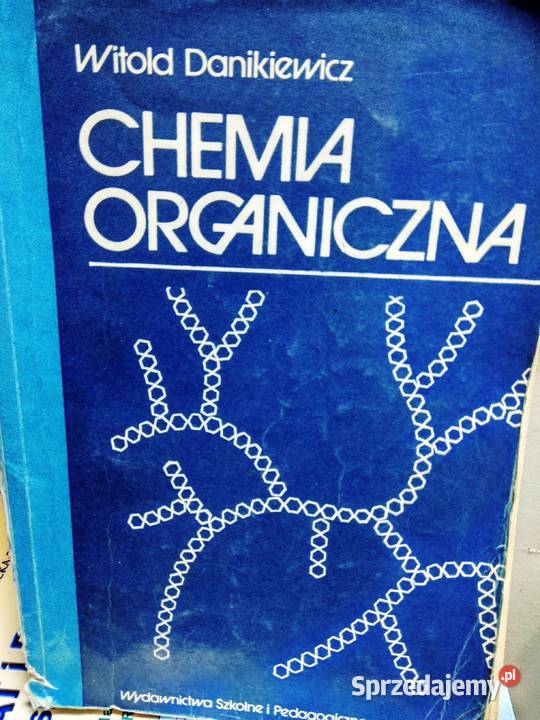 Witold Danikiewicz
CHEMIA
ORGANICZNA
Wydawnictwa Szkolne i Pedagogiczne
Sprzedajemy.pl